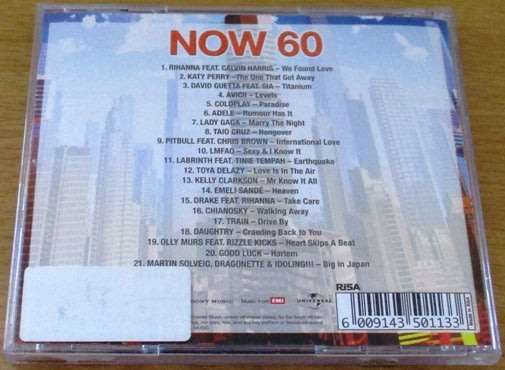 NOW 60
1. RIHANNA FEAT. CALVIN HARRIS – We Found Love
2. KATY PERRY – The One That Got Away
3. DAVID GUETTA FEAT. SIA – Titanium
4. AVICII – Levels
5. COLDPLAY – Paradise
6. ADELE – Rumour Has It
7. LADY GAGA – Marry The Night
8. TAIO CRUZ – Hangover
9. PITBULL FEAT. CHRIS BROWN – International Love
10. LMFAO – Sexy & I Know It
11. LABRINTH FEAT. TINIE TEMPAH – Earthquake
12. TOYA DELAZY – Love Is In The Air
13. KELLY CLARKSON – Mr Know It All
14. EMELI SANDÉ – Heaven
15. DRAKE FEAT. RIHANNA – Take Care
16. CHIANOSKY – Walking Away
17. TRAIN – Drive By
18. DAUGHTRY – Crawling Back To You
19. OLLY MURS FEAT. RIZZLE KICKS – Heart Skips A Beat
20. GOOD LUCK – Harlem
21. MARTIN SOLVEIG, DRAGONETTE & IDOLING!!! – Big in Japan
SONY MUSIC Music from EMI UNIVERSAL
RiSA
6 009143 501133